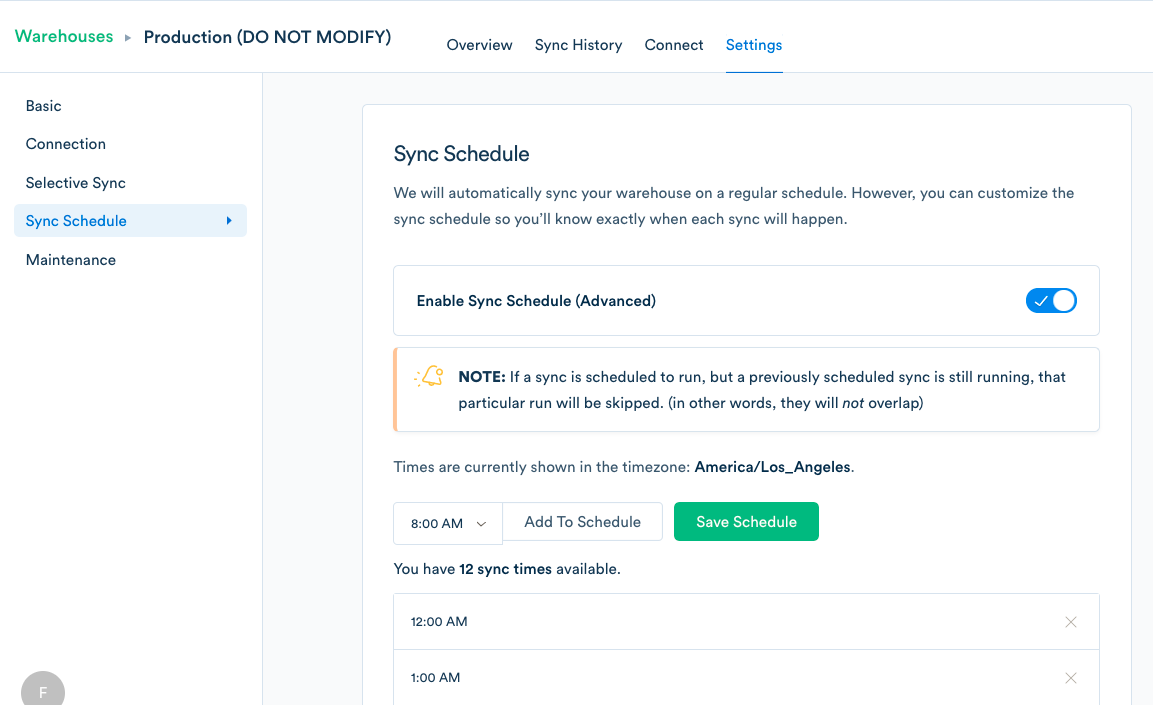 Warehouses ▸ Production (DO NOT MODIFY)
Overview Sync History Connect Settings
Basic
Connection
Selective Sync
Sync Schedule
Maintenance
F
Sync Schedule
We will automatically sync your warehouse on a regular schedule. However, you can customize the
sync schedule so you’ll know exactly when each sync will happen.
Enable Sync Schedule (Advanced)
NOTE: If a sync is scheduled to run, but a previously scheduled sync is still running, that
particular run will be skipped. (in other words, they will not overlap)
Times are currently shown in the timezone: America/Los_Angeles.
8:00 AM Add To Schedule Save Schedule
You have 12 sync times available.
12:00 AM
1:00 AM